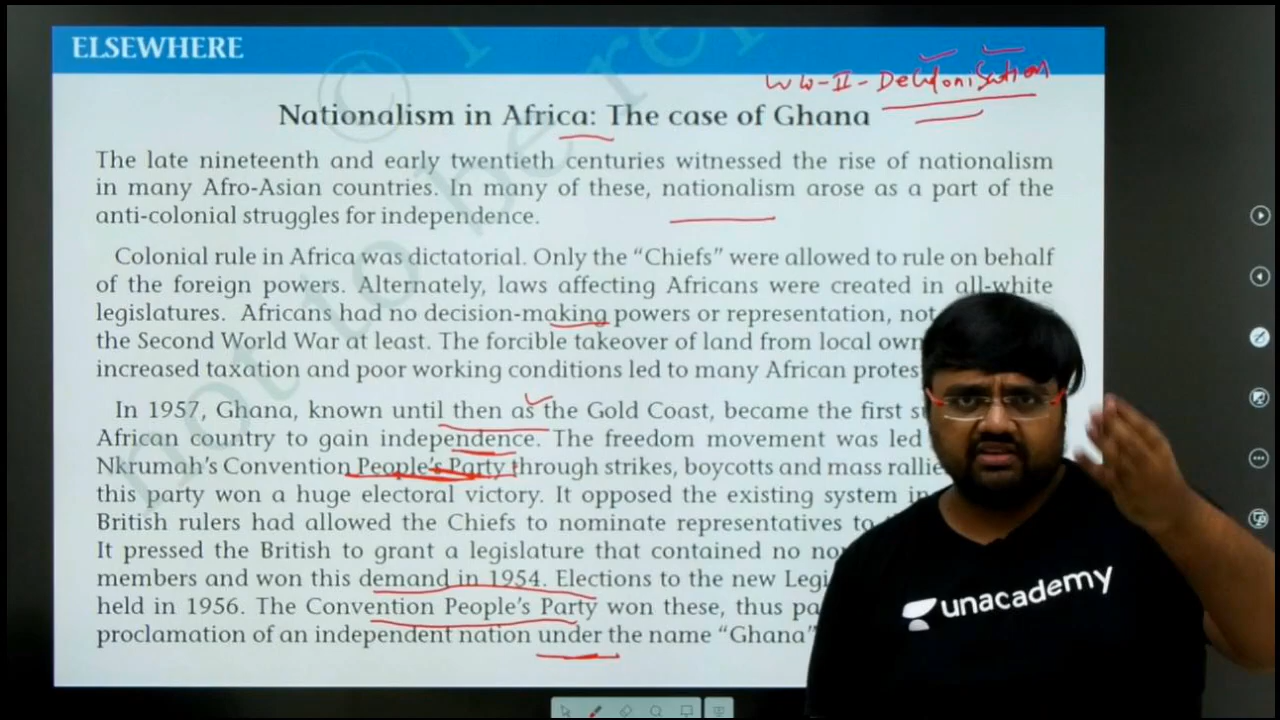 ELSEWHERE
WW-II - Decolonisation
Nationalism in Africa: The case of Ghana
The late nineteenth and early twentieth centuries witnessed the rise of nationalism
in many Afro-Asian countries. In many of these, nationalism arose as a part of the
anti-colonial struggles for independence.
Colonial rule in Africa was dictatorial. Only the “Chiefs” were allowed to rule on behalf
of the foreign powers. Alternately, laws affecting Africans were created in all-white
legislatures. Africans had no decision-making powers or representation, not
the Second World War at least. The forcible takeover of land from local
increased taxation and poor working conditions led to many African
In 1957, Ghana, known until then as the Gold Coast, became the first
African country to gain independence. The freedom movement was led
Nkrumah’s Convention People’s Party through strikes, boycotts and mass
this party won a huge electoral victory. It opposed the existing system
British rulers had allowed the Chiefs to nominate representatives to
It pressed the British to grant a legislature that contained no
members and won this demand in 1954. Elections to the new
held in 1956. The Convention People’s Party won these, thus
proclamation of an independent nation under the name “Ghana”
unacademy
not to be